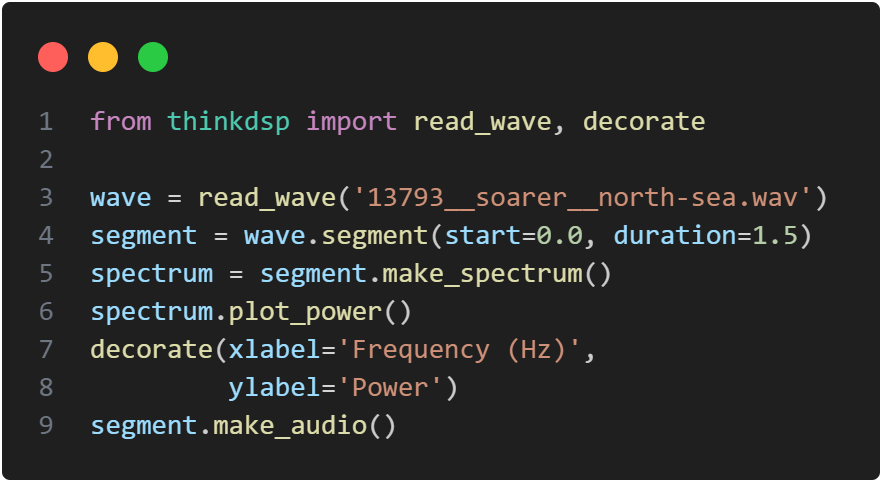 1 from thinkdsp import read_wave, decorate
2
3 wave = read_wave('13793__soarer__north-sea.wav')
4 segment = wave.segment(start=0.0, duration=1.5)
5 spectrum = segment.make_spectrum()
6 spectrum.plot_power()
7 decorate(xlabel='Frequency (Hz)',
8          ylabel='Power')
9 segment.make_audio()